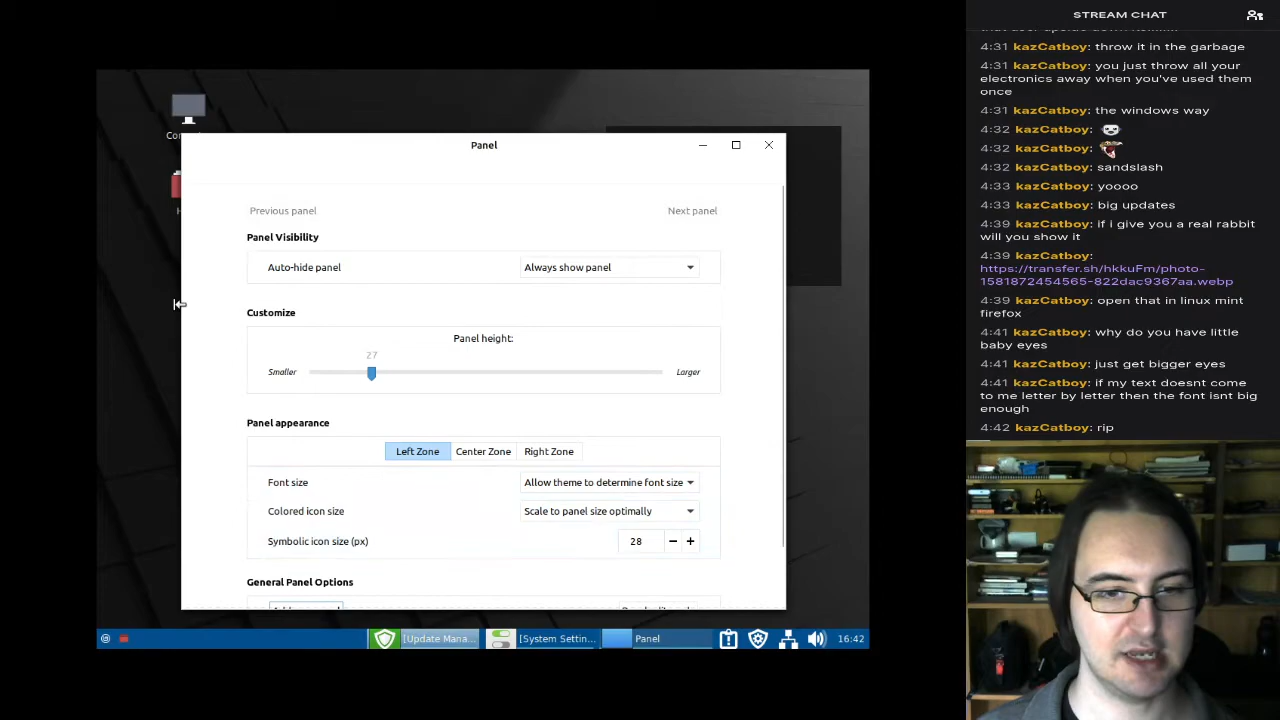 Panel
Previous panel
Next panel
Panel Visibility
Auto-hide panel
Always show panel
Customize
Panel height:
27
Smaller
Larger
Panel appearance
Left Zone
Center Zone
Right Zone
Font size
Allow theme to determine font size
Colored icon size
Scale to panel size optimally
Symbolic icon size (px)
28
General Panel Options
[Update Mana...
[System Settin...
Panel
16:42
STREAM CHAT
4:31 kazCatboy: throw it in the garbage
4:31 kazCatboy: you just throw all your
electronics away when you've used them
once
4:31 kazCatboy: the windows way
4:32 kazCatboy:
4:32 kazCatboy:
4:32 kazCatboy: sandslash
4:33 kazCatboy: yoooo
4:33 kazCatboy: big updates
4:39 kazCatboy: if i give you a real rabbit
will you show it
4:39 kazCatboy:
https://transfer.sh/hkkuFm/photo-
1581872454565-822dac9367aa.webp
4:39 kazCatboy: open that in linux mint
firefox
4:41 kazCatboy: why do you have little
baby eyes
4:41 kazCatboy: just get bigger eyes
4:41 kazCatboy: if my text doesnt come
to me letter by letter then the font isnt big
enough
4:42 kazCatboy: rip